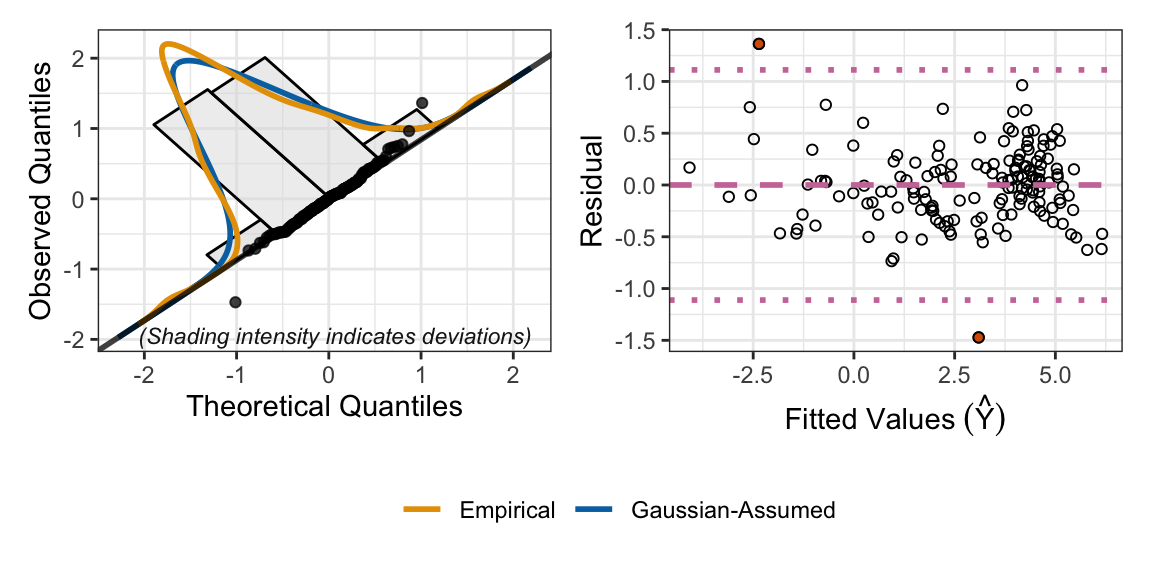 Observed Quantiles
2
1
0
-1
-2
(Shading intensity indicates deviations)
-2 -1 0 1 2
Theoretical Quantiles
Residual
1.5
1.0
0.5
0.0
-0.5
-1.0
-1.5
-2.5 0.0 2.5 5.0
Fitted Values (Ŷ)
Empirical Gaussian-Assumed